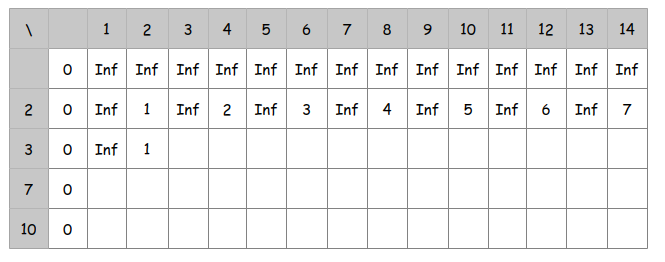 \ 1 2 3 4 5 6 7 8 9 10 11 12 13 14
0 Inf Inf Inf Inf Inf Inf Inf Inf Inf Inf Inf Inf Inf Inf
2 0 Inf 1 Inf 2 Inf 3 Inf 4 Inf 5 Inf 6 Inf 7
3 0 Inf 1
7 0
10 0